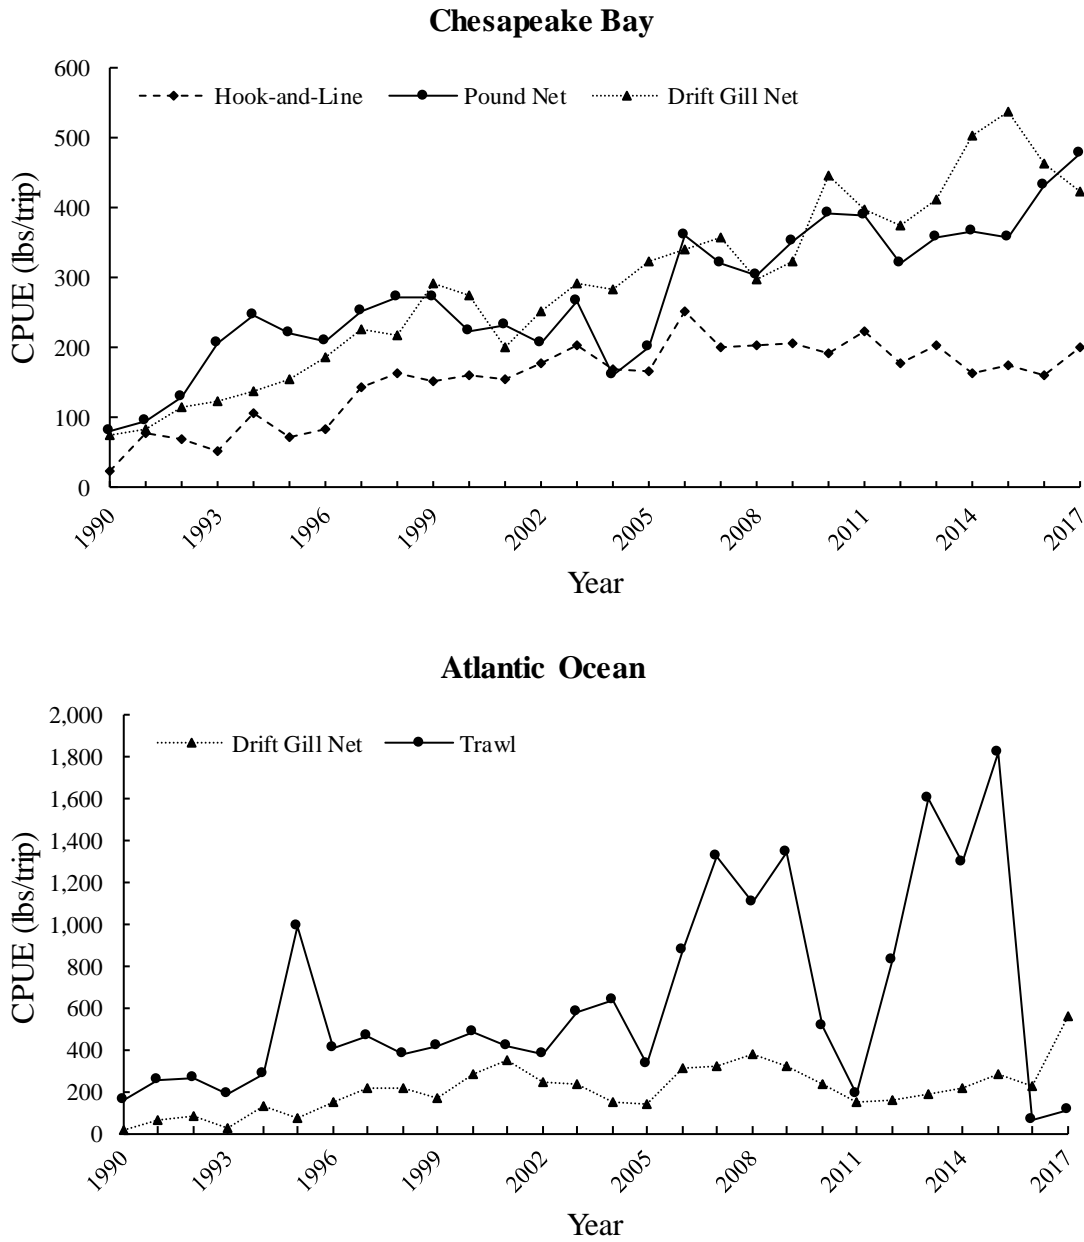 Chesapeake Bay
600
500
400
300
200
100
0
CPUE (lbs/trip)
Hook-and-Line Pound Net Drift Gill Net
1990 1993 1996 1999 2002 2005 2008 2011 2014 2017
Year
Atlantic Ocean
2,000
1,800
1,600
1,400
1,200
1,000
800
600
400
200
0
CPUE (lbs/trip)
Drift Gill Net Trawl
1990 1993 1996 1999 2002 2005 2008 2011 2014 2017
Year